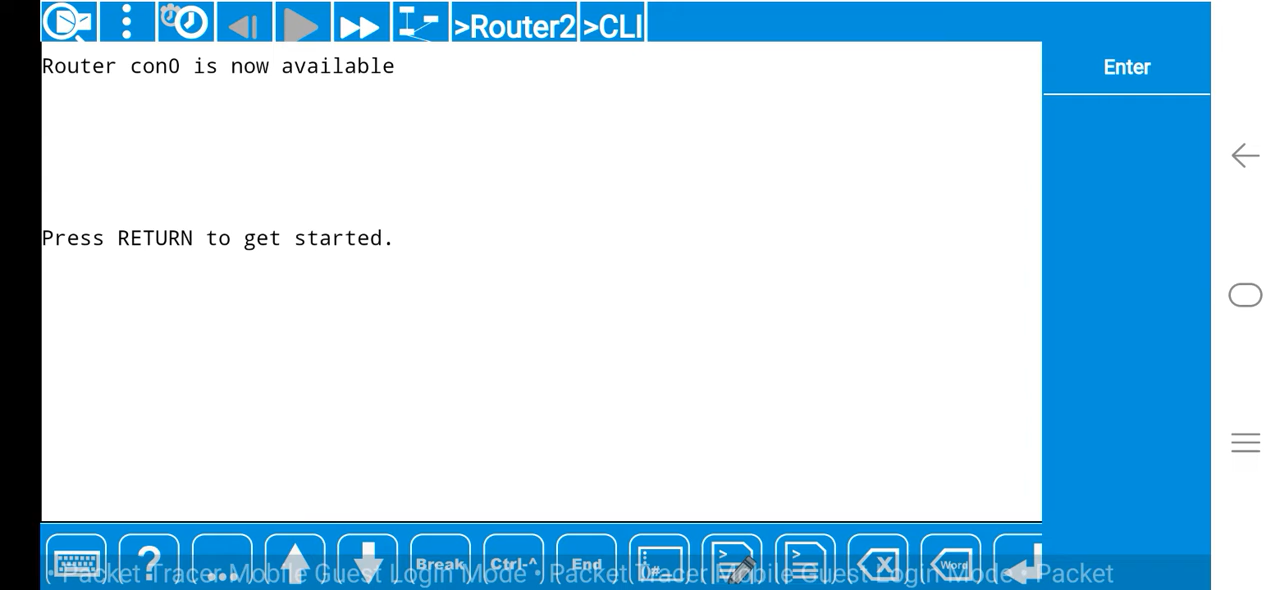 >Router2 >CLI
Router con0 is now available
Enter
Press RETURN to get started.
? ... Break Ctrl-^ End )# > > X Word
• Packet Tracer Mobile Guest Login Mode • Packet Tracer Mobile Guest Login Mode • Packet